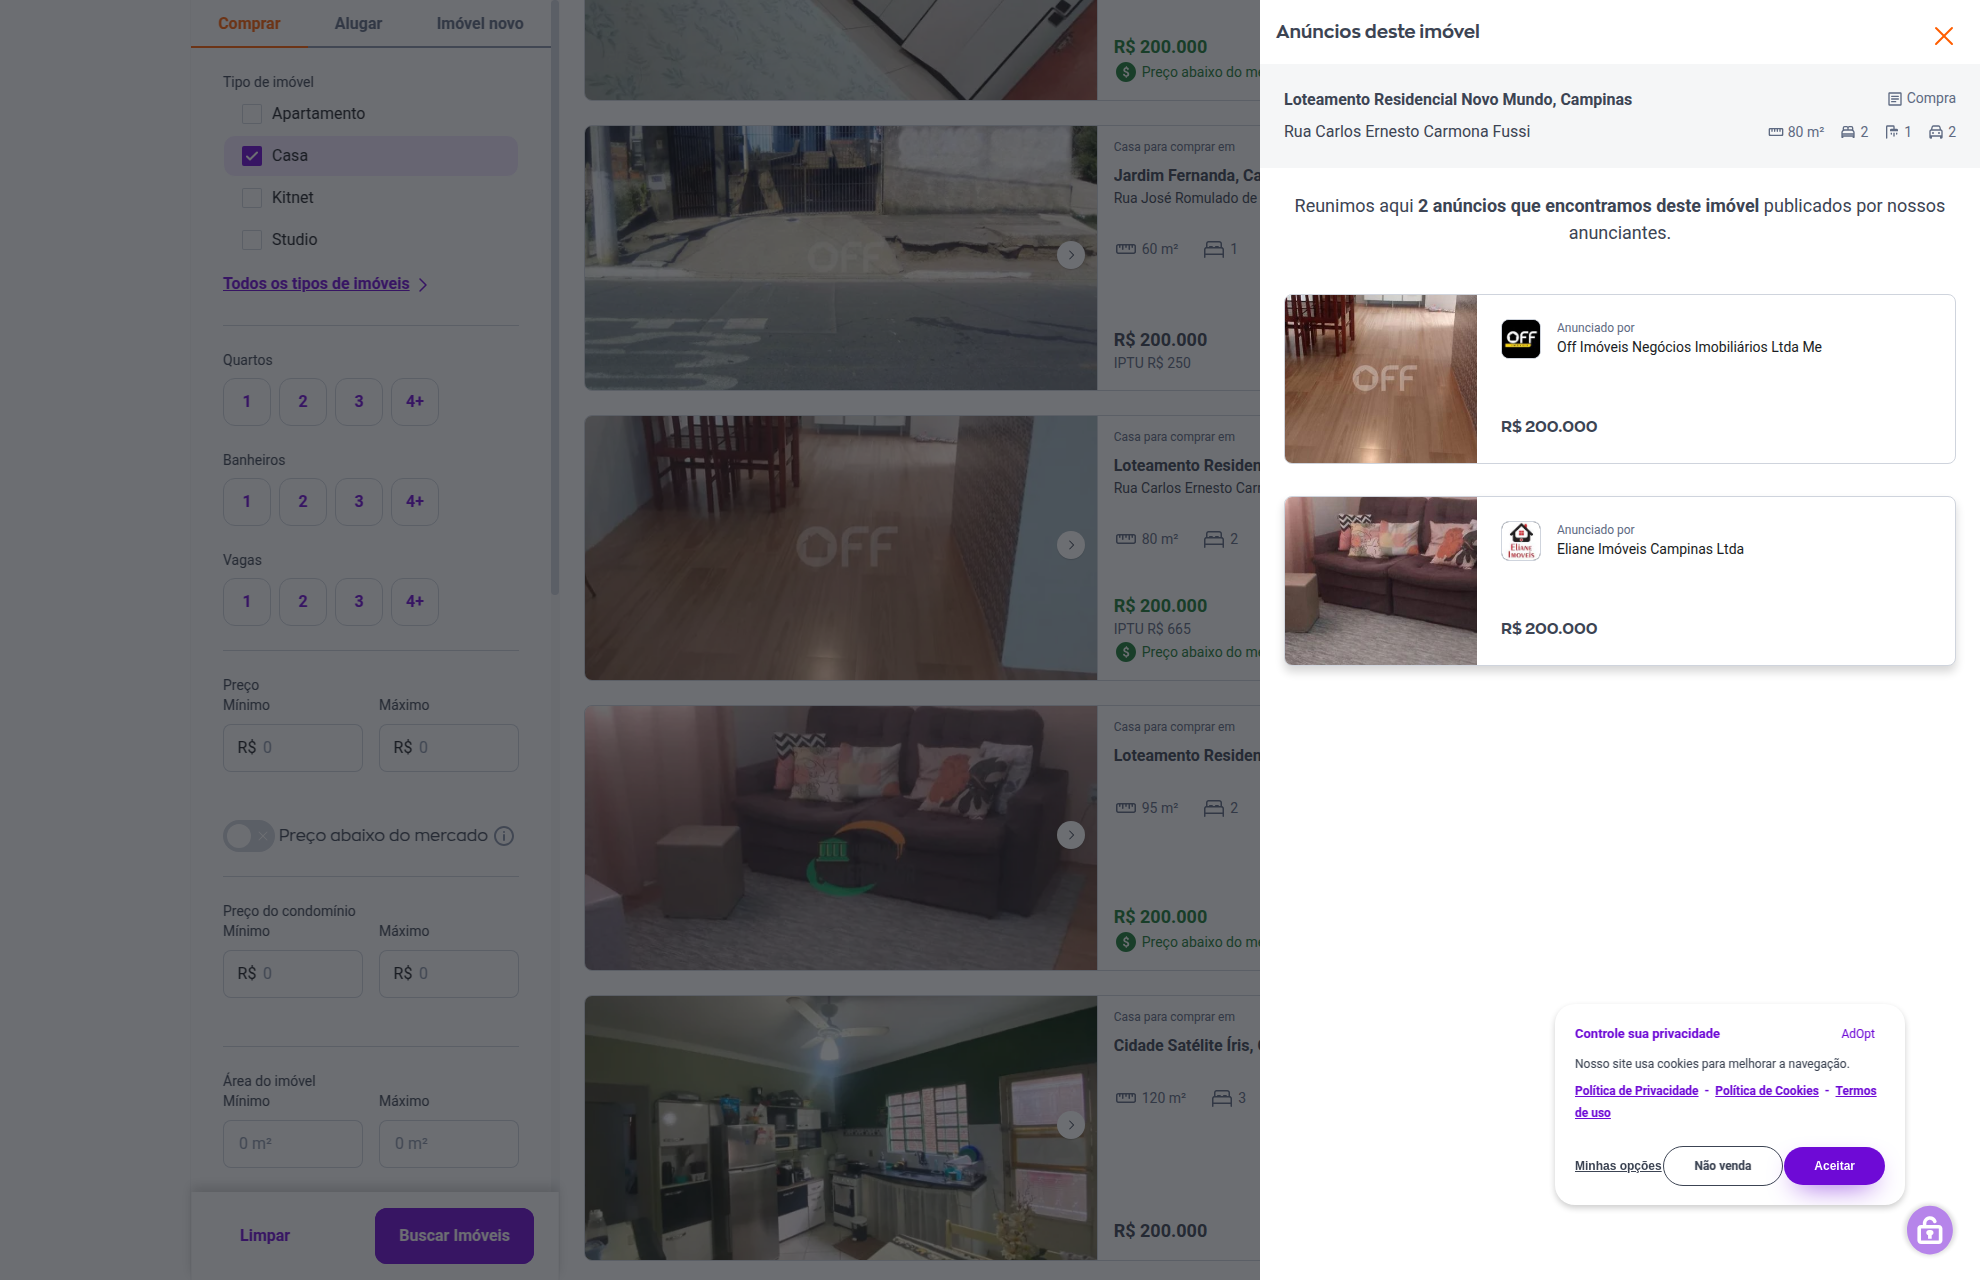 Comprar
Alugar
Imóvel novo
Tipo de imóvel
Apartamento
Casa
Kitnet
Studio
Todos os tipos de imóveis
Quartos
1
2
3
4+
Banheiros
1
2
3
4+
Vagas
1
2
3
4+
Preço
Mínimo
Máximo
R$ 0
R$ 0
Preço abaixo do mercado
Preço do condomínio
Mínimo
Máximo
R$ 0
R$ 0
Área do imóvel
Mínimo
Máximo
0 m²
0 m²
Limpar
Buscar Imóveis
R$ 200.000
Preço abaixo do
Casa para comprar em
Jardim Fernanda,
Rua José Romulado de
60 m²
1
R$ 200.000
IPTU R$ 250
OFF
Casa para comprar em
Loteamento
Rua Carlos Ernesto
80 m²
2
R$ 200.000
IPTU R$ 665
Preço abaixo do
OFF
Casa para comprar em
Loteamento
95 m²
2
R$ 200.000
Preço abaixo do
Casa para comprar em
Cidade Satélite Íris,
120 m²
3
R$ 200.000
Anúncios deste imóvel
Loteamento Residencial Novo Mundo, Campinas
Compra
Rua Carlos Ernesto Carmona Fussi
80 m²
2
1
2
Reunimos aqui 2 anúncios que encontramos deste imóvel publicados por nossos
anunciantes.
OFF
OFF
Anunciado por
Off Imóveis Negócios Imobiliários Ltda Me
R$ 200.000
Eliane
Imoveis
Anunciado por
Eliane Imóveis Campinas Ltda
R$ 200.000
Controle sua privacidade
AdOpt
Nosso site usa cookies para melhorar a navegação.
Política de Privacidade - Política de Cookies - Termos
de uso
Minhas opções
Não venda
Aceitar